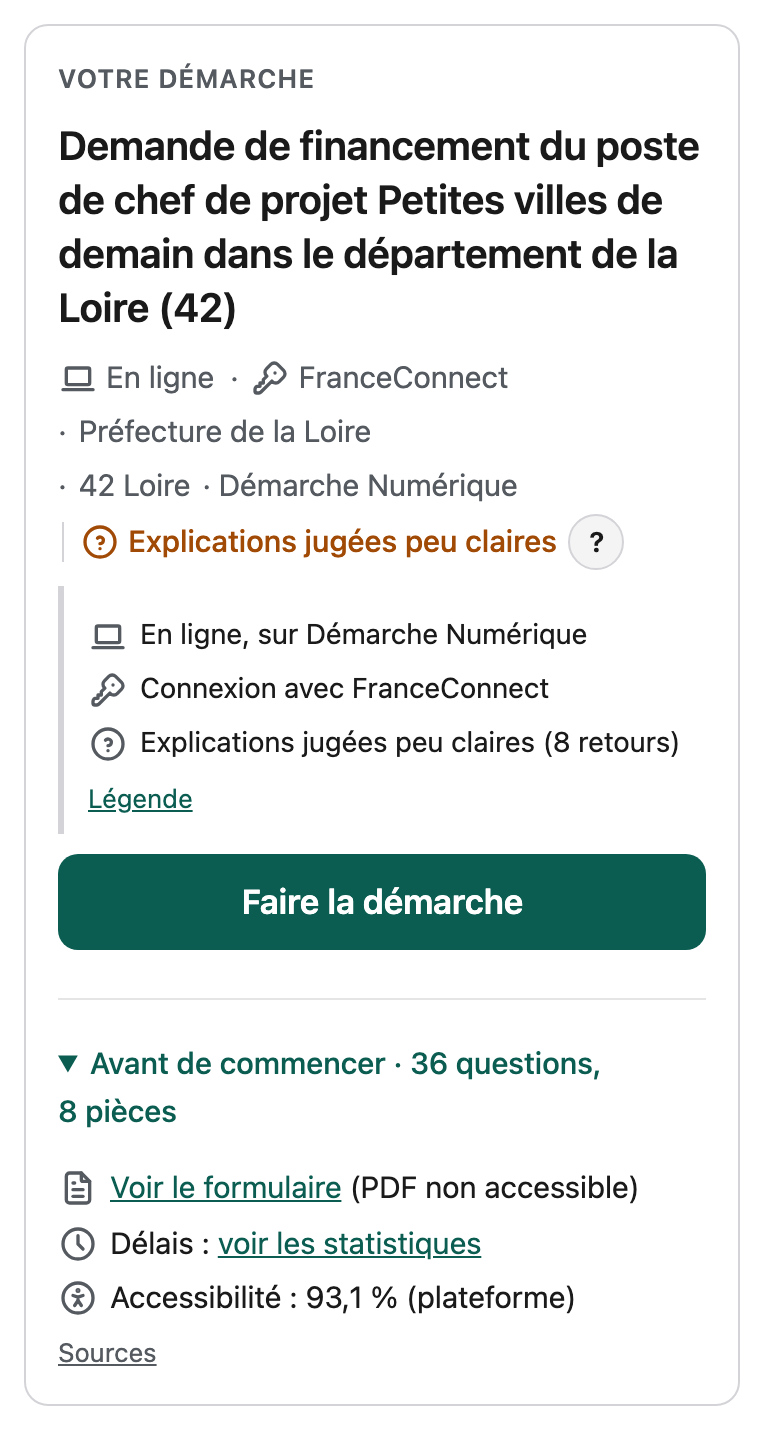 VOTRE DÉMARCHE
Demande de financement du poste
de chef de projet Petites villes de
demain dans le département de la
Loire (42)
En ligne · FranceConnect
· Préfecture de la Loire
· 42 Loire · Démarche Numérique
Explications jugées peu claires ?
En ligne, sur Démarche Numérique
Connexion avec FranceConnect
Explications jugées peu claires (8 retours)
Légende
Faire la démarche
▼ Avant de commencer · 36 questions,
8 pièces
Voir le formulaire (PDF non accessible)
Délais : voir les statistiques
Accessibilité : 93,1 % (plateforme)
Sources